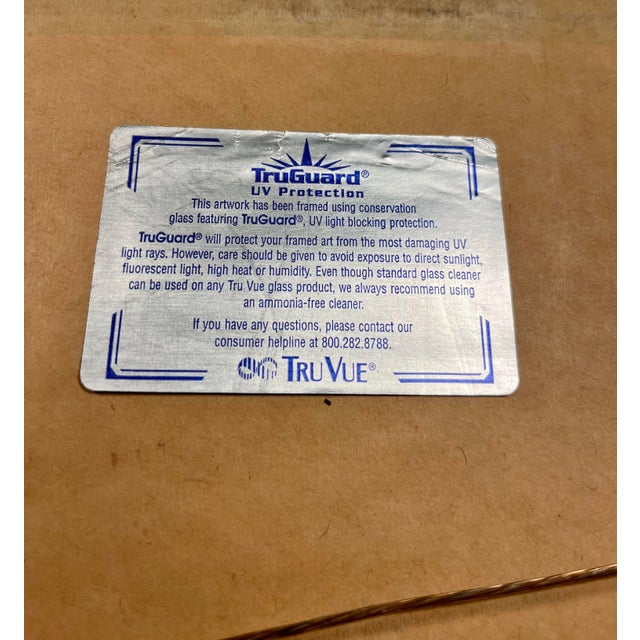 TruGuard®
UV Protection
This artwork has been framed using conservation
glass featuring TruGuard®, UV light blocking protection.
TruGuard® will protect your framed art from the most damaging UV
light rays. However, care should be given to avoid exposure to direct sunlight,
fluorescent light, high heat or humidity. Even though standard glass cleaner
can be used on any Tru Vue glass product, we always recommend using
an ammonia-free cleaner.
If you have any questions, please contact our
consumer helpline at 800.282.8788.
TRU VUE®